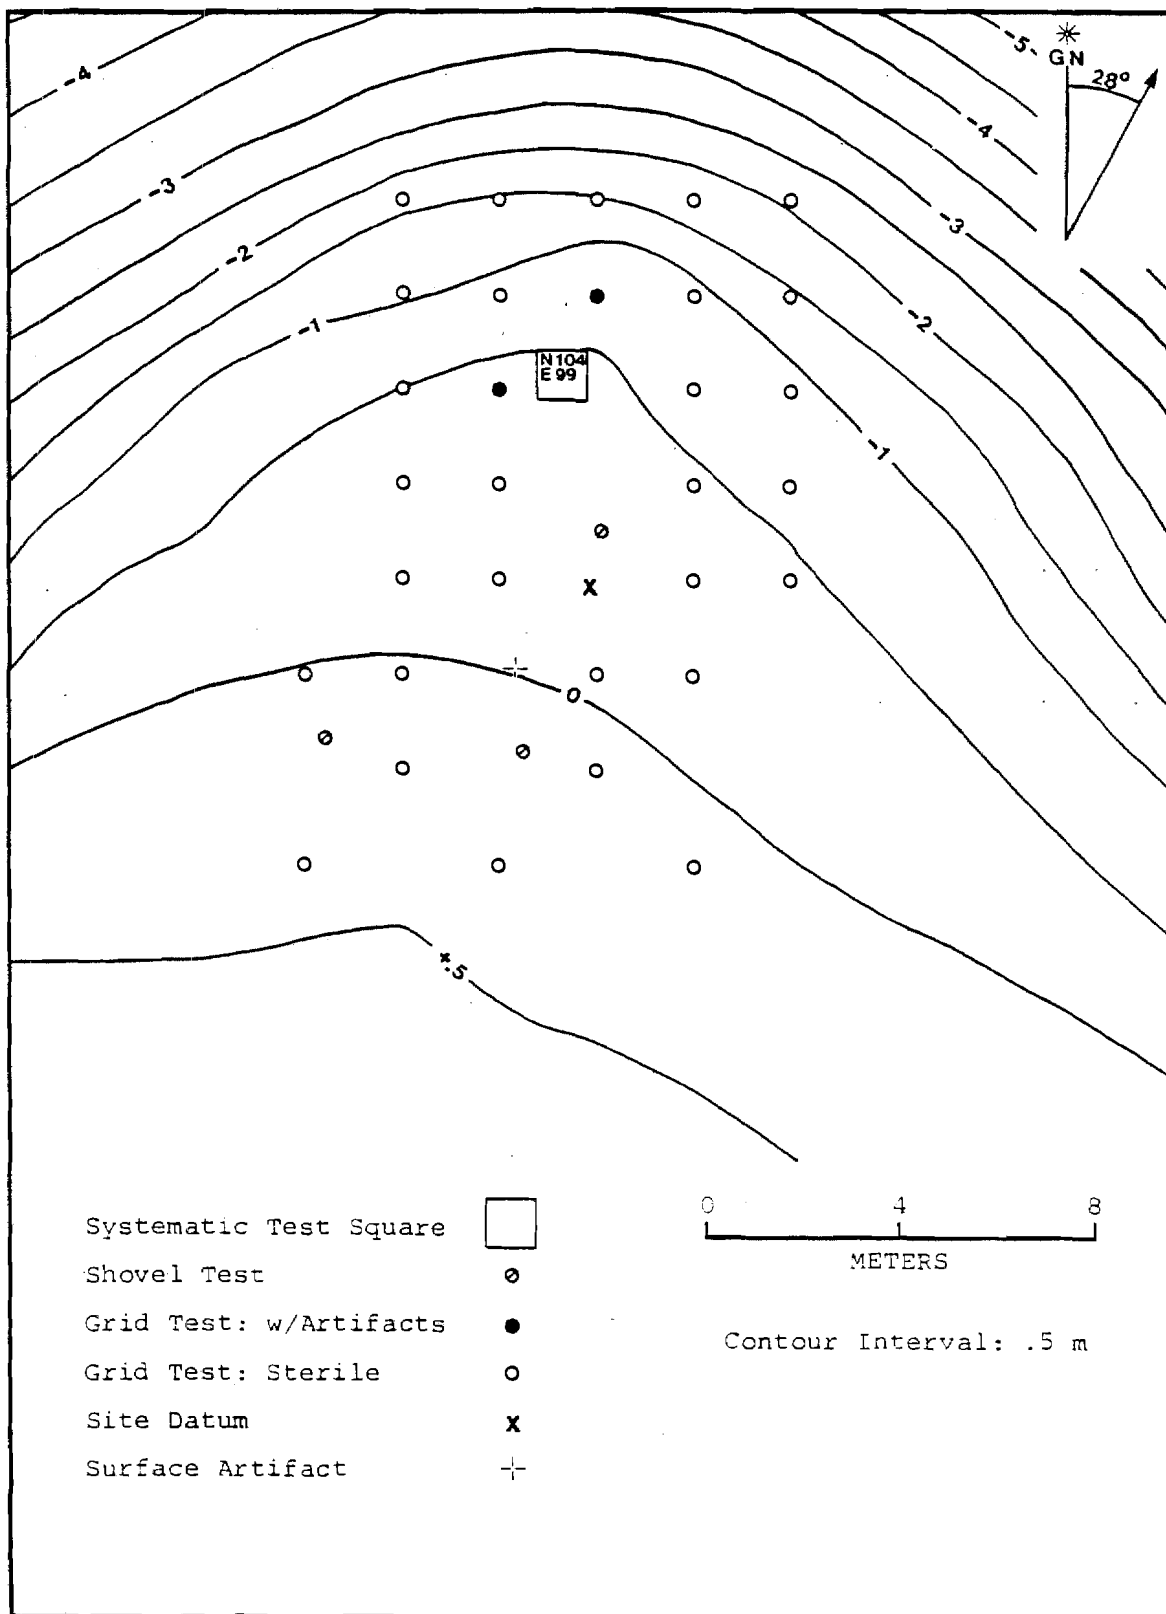 -5-
GN
28°
-4
-4
-3
-3
-2
-2
-1
-1
N104
E99
0
+.5
Systematic Test Square
Shovel Test
Grid Test: w/Artifacts
Grid Test: Sterile
Site Datum
Surface Artifact
0 4 8
METERS
Contour Interval: .5 m